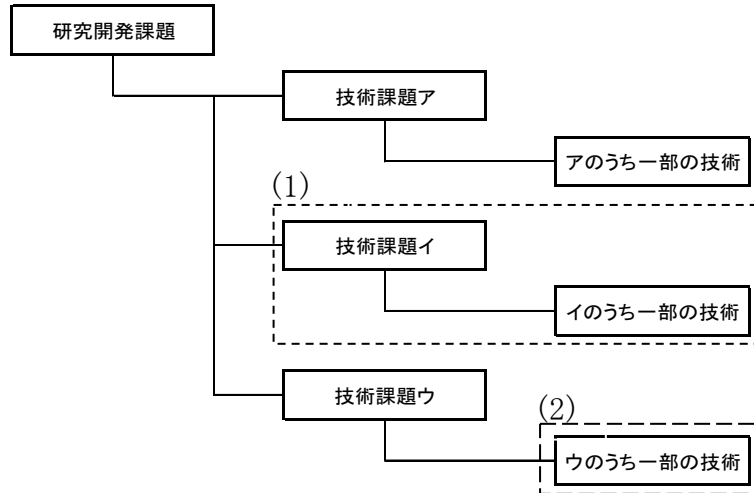 研究開発課題
技術課題ア
アのうち一部の技術
(1)
技術課題イ
イのうち一部の技術
技術課題ウ
(2)
ウのうち一部の技術